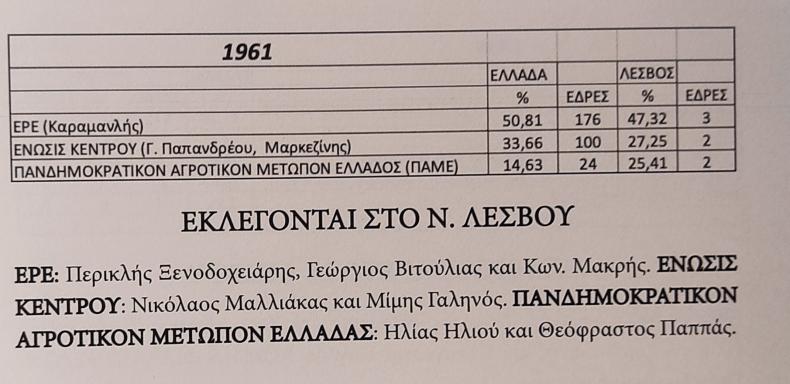 1961
ΕΛΛΑΔΑ ΛΕΣΒΟΣ
% ΕΔΡΕΣ % ΕΔΡΕΣ
ΕΡΕ (Καραμανλής) 50,81 176 47,32 3
ΕΝΩΣΙΣ ΚΕΝΤΡΟΥ (Γ. Παπανδρέου, Μαρκεζίνης) 33,66 100 27,25 2
ΠΑΝΔΗΜΟΚΡΑΤΙΚΟΝ ΑΓΡΟΤΙΚΟΝ ΜΕΤΩΠΟΝ ΕΛΛΑΔΟΣ (ΠΑΜΕ) 14,63 24 25,41 2
ΕΚΛΕΓΟΝΤΑΙ ΣΤΟ Ν. ΛΕΣΒΟΥ
ΕΡΕ: Περικλής Ξενοδοχειάρης, Γεώργιος Βιτούλιας και Κων. Μακρής. ΕΝΩΣΙΣ
ΚΕΝΤΡΟΥ: Νικόλαος Μαλλιάκας και Μίμης Γαληνός. ΠΑΝΔΗΜΟΚΡΑΤΙΚΟΝ
ΑΓΡΟΤΙΚΟΝ ΜΕΤΩΠΟΝ ΕΛΛΑΔΑΣ: Ηλίας Ηλιού και Θεόφραστος Παππάς.